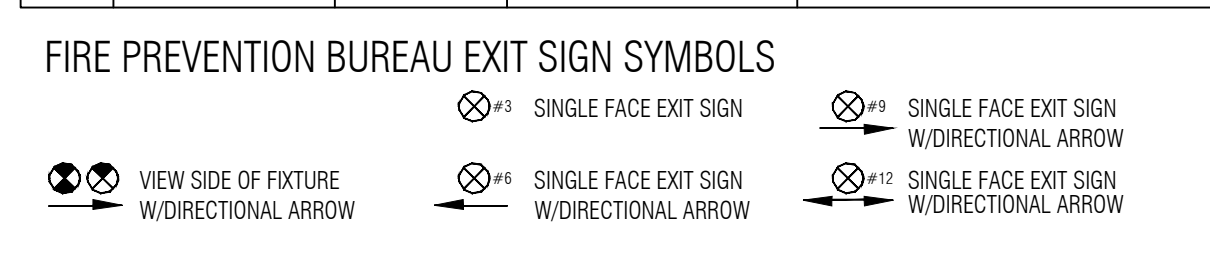 FIRE PREVENTION BUREAU EXIT SIGN SYMBOLS
#3 SINGLE FACE EXIT SIGN
#9 SINGLE FACE EXIT SIGN
W/DIRECTIONAL ARROW
VIEW SIDE OF FIXTURE
W/DIRECTIONAL ARROW
#6 SINGLE FACE EXIT SIGN
W/DIRECTIONAL ARROW
#12 SINGLE FACE EXIT SIGN
W/DIRECTIONAL ARROW